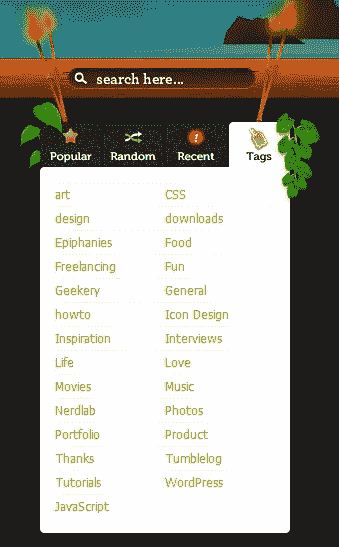 search here...
Popular Random Recent Tags
art CSS
design downloads
Epiphanies Food
Freelancing Fun
Geekery General
howto Icon Design
Inspiration Interviews
Life Love
Movies Music
Nerdlab Photos
Portfolio Product
Thanks Tumblelog
Tutorials WordPress
JavaScript